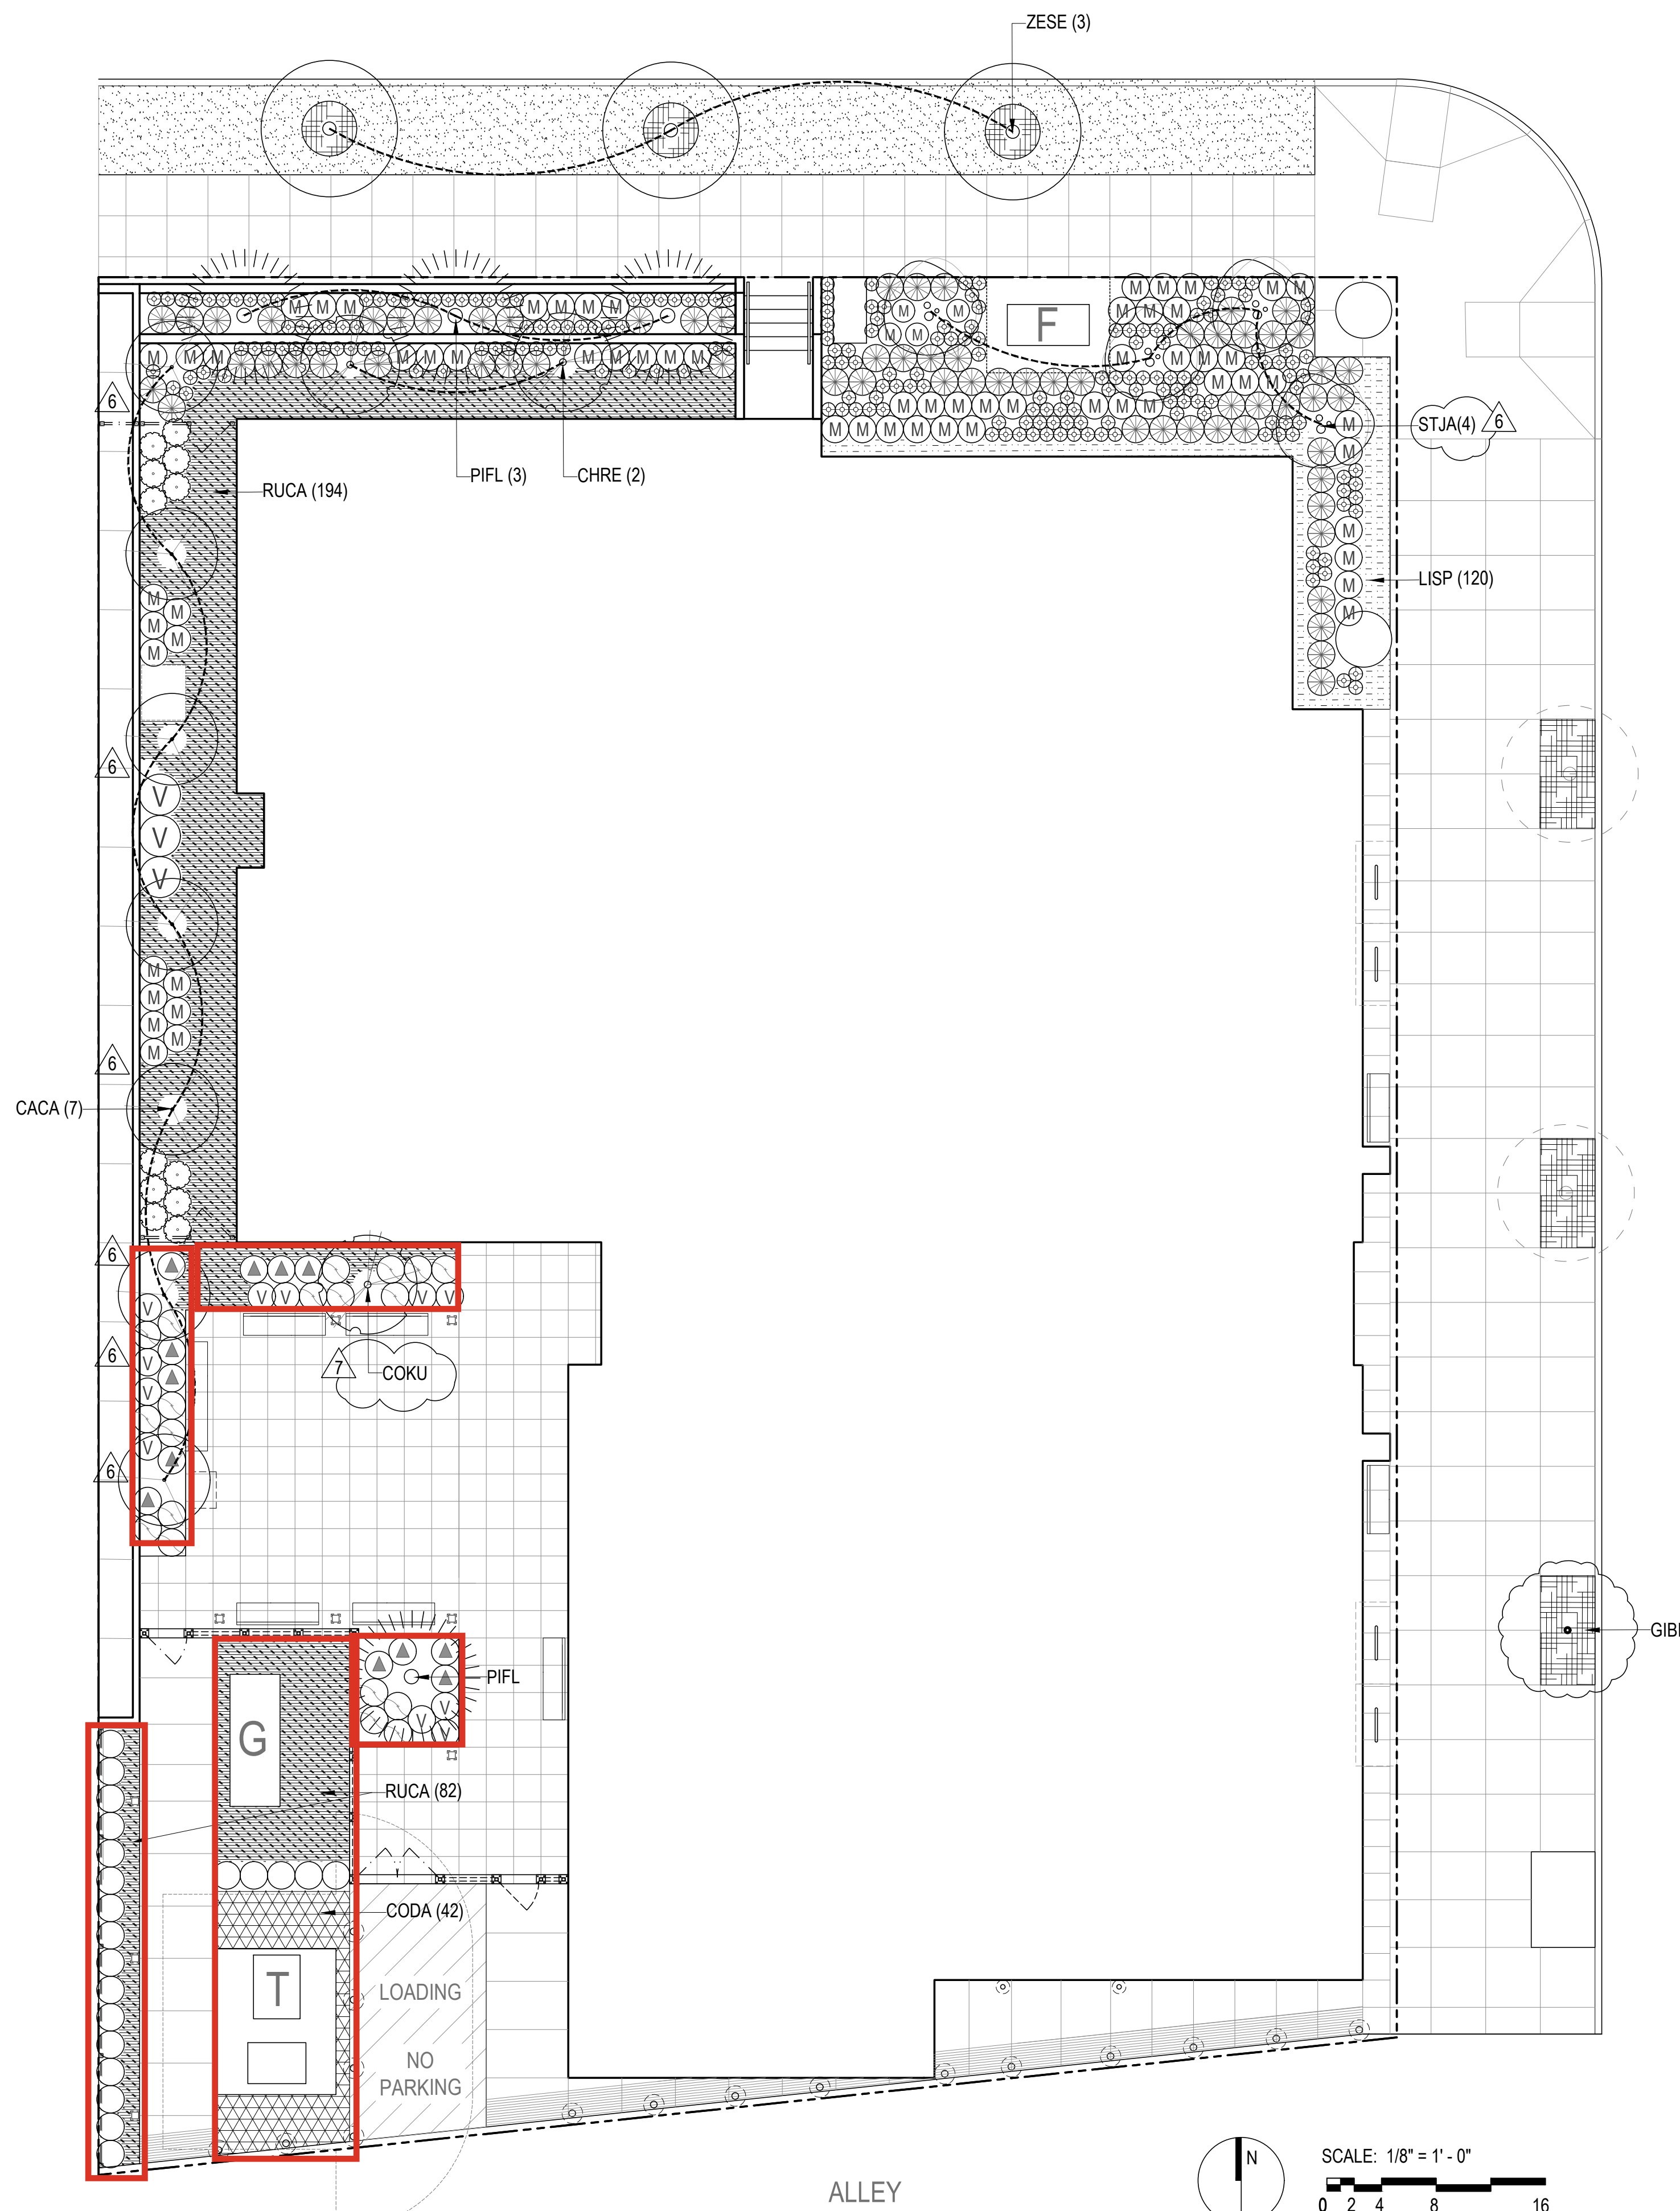 ZESE (3)
M M M M M M M
M M M M M M M M M M M M
F
M M M M M
M M M M
M M M M
M M M
6
M M M M M M M M
M M M M M M
M
M
STJA(4) 6
PIFL (3)
CHRE (2)
RUCA (194)
M
M
M
M
LISP (120)
M
M
M
M
M
6
V
V
V
M
M
M
M
M
M
M
6
CACA (7)
6
V V V V
V
6
V
V
V
7
COKU
6
PIFL
V
V V
G
RUCA (82)
CODA (42)
T
LOADING
NO
PARKING
GIBI
ALLEY
N
SCALE: 1/8" = 1' - 0"
0 2 4 8 16